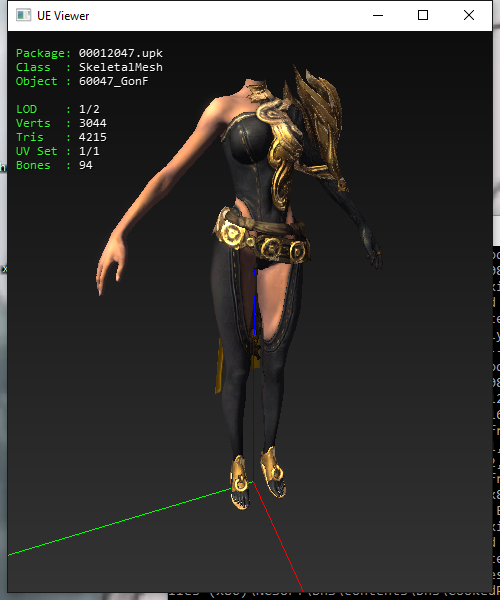 UE Viewer
Package: 00012047.upk
Class : SkeletalMesh
Object : 60047_GonF
LOD : 1/2
Verts : 3044
Tris : 4215
UV Set : 1/1
Bones : 94